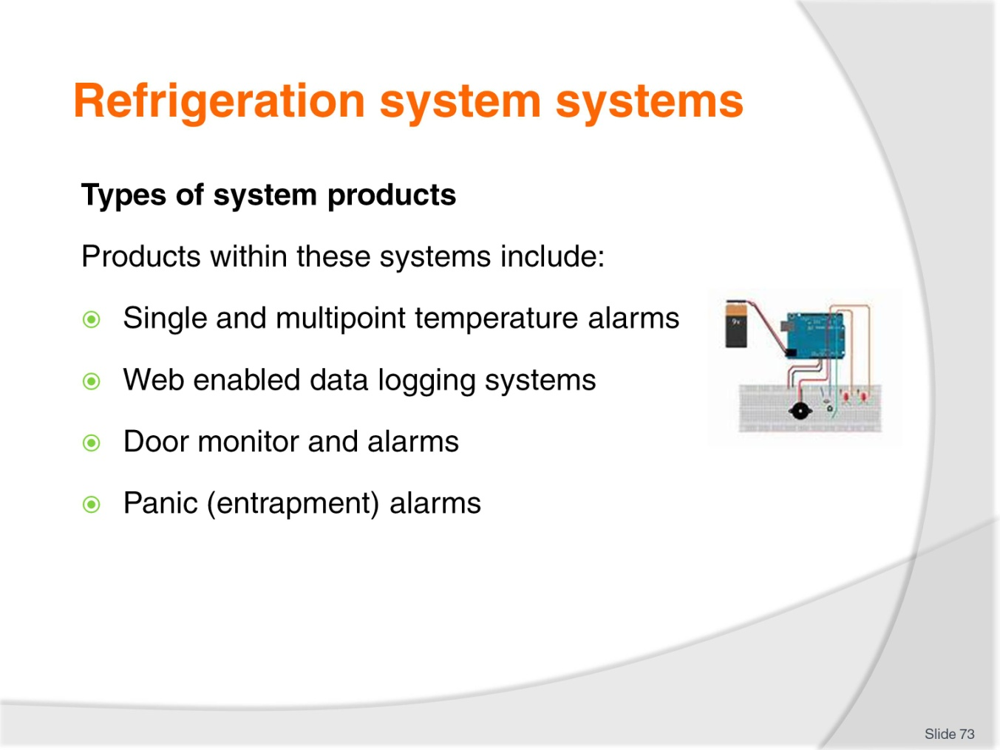 Refrigeration system systems
Types of system products
Products within these systems include:
Single and multipoint temperature alarms
Web enabled data logging systems
Door monitor and alarms
Panic (entrapment) alarms
9v
Slide 73